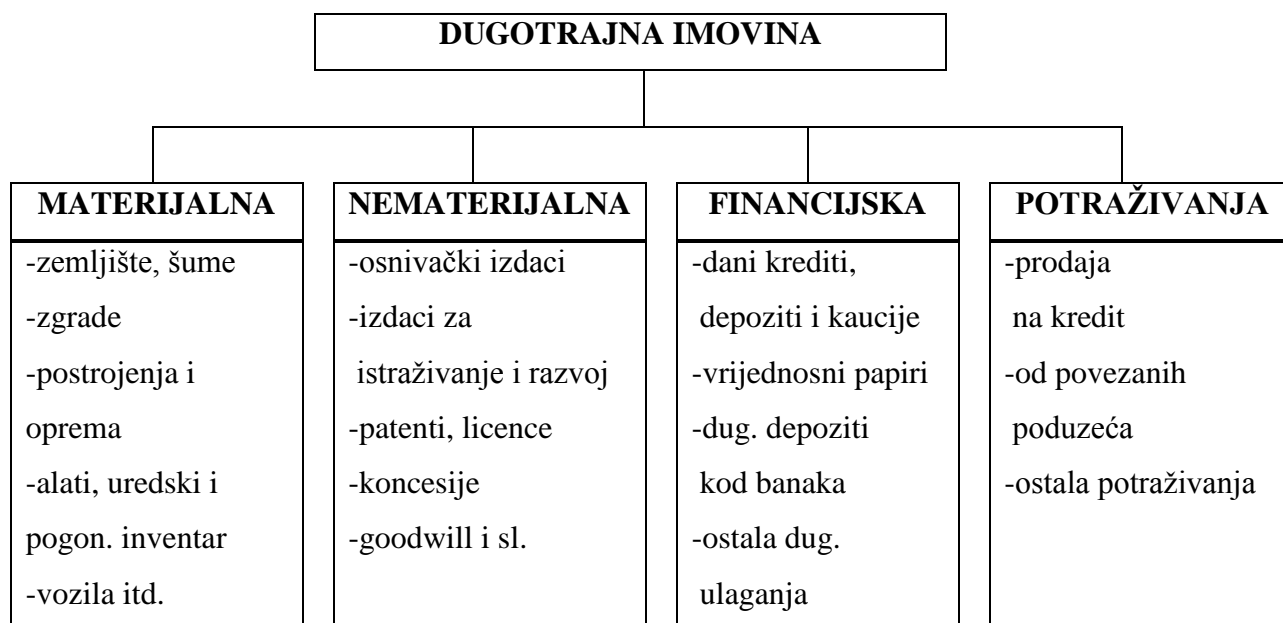 DUGOTRAJNA IMOVINA
MATERIJALNA
-zemljište, šume
-zgrade
-postrojenja i
oprema
-alati, uredski i
pogon. inventar
-vozila itd.
NEMATERIJALNA
-osnivački izdaci
-izdaci za
istraživanje i razvoj
-patenti, licence
-koncesije
-goodwill i sl.
FINANCIJSKA
-dani krediti,
depoziti i kaucije
-vrijednosni papiri
-dug. depoziti
kod banaka
-ostala dug.
ulaganja
POTRAŽIVANJA
-prodaja
na kredit
-od povezanih
poduzeća
-ostala potraživanja